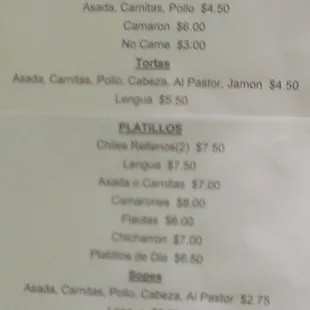 Asada, Carnitas, Pollo $4.50
Camaron $6.00
No Carne $3.00
Tortas
Asada, Carnitas, Pollo, Cabeza, Al Pastor, Jamon $4.50
Lengua $5.50
PLATILLOS
Chiles Rellenos(2) $7.50
Lengua $7.50
Asada o Carnitas $7.00
Camarones $8.00
Flautas $6.00
Chicharron $7.00
Platillos de Dia $6.50
Sopes
Asada, Carnitas, Pollo, Cabeza, Al Pastor $2.75